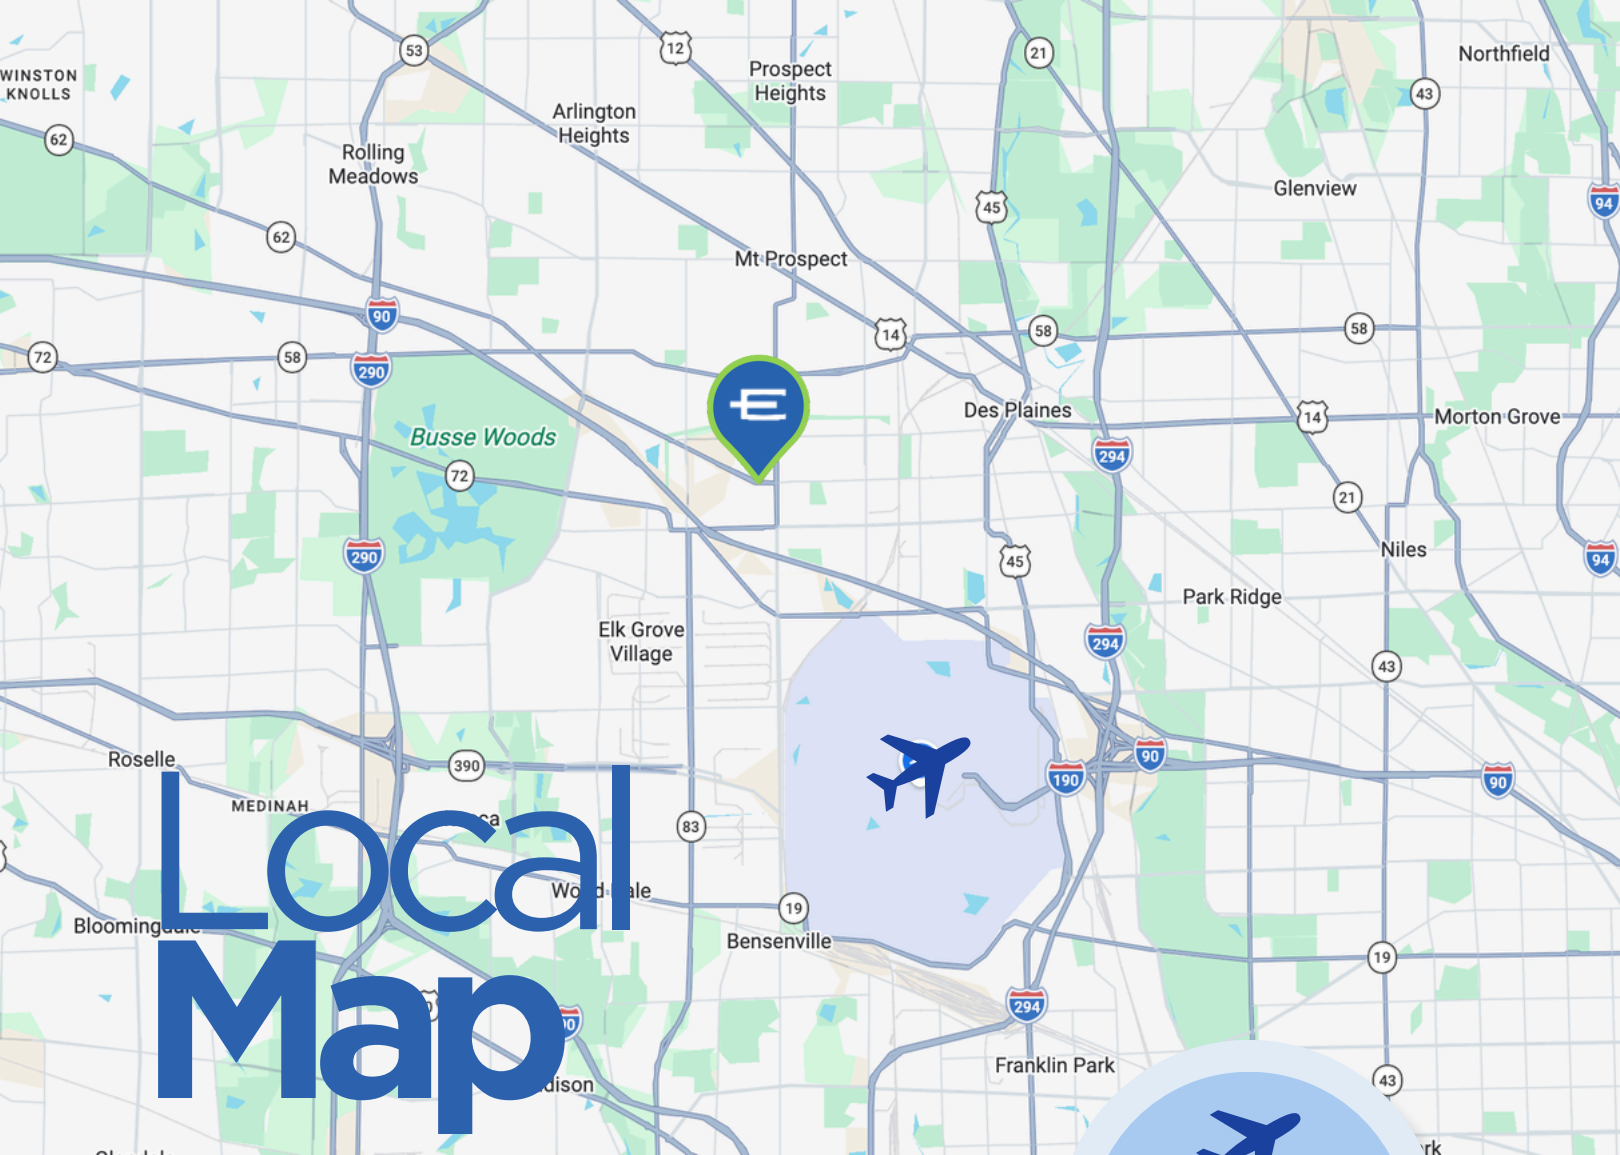 53
12
21
Northfield
WINSTON
KNOLLS
Prospect
Heights
43
Arlington
Heights
62
Rolling
Meadows
Glenview
94
45
62
Mt Prospect
90
14
58
58
72
58
290
E
Des Plaines
14
Morton Grove
Busse Woods
294
72
21
290
45
Niles
94
Park Ridge
Elk Grove
Village
294
43
Roselle
390
90
190
90
MEDINAH
83
Local
19
Bloomingdale
Bensenville
19
Map
294
Franklin Park
43